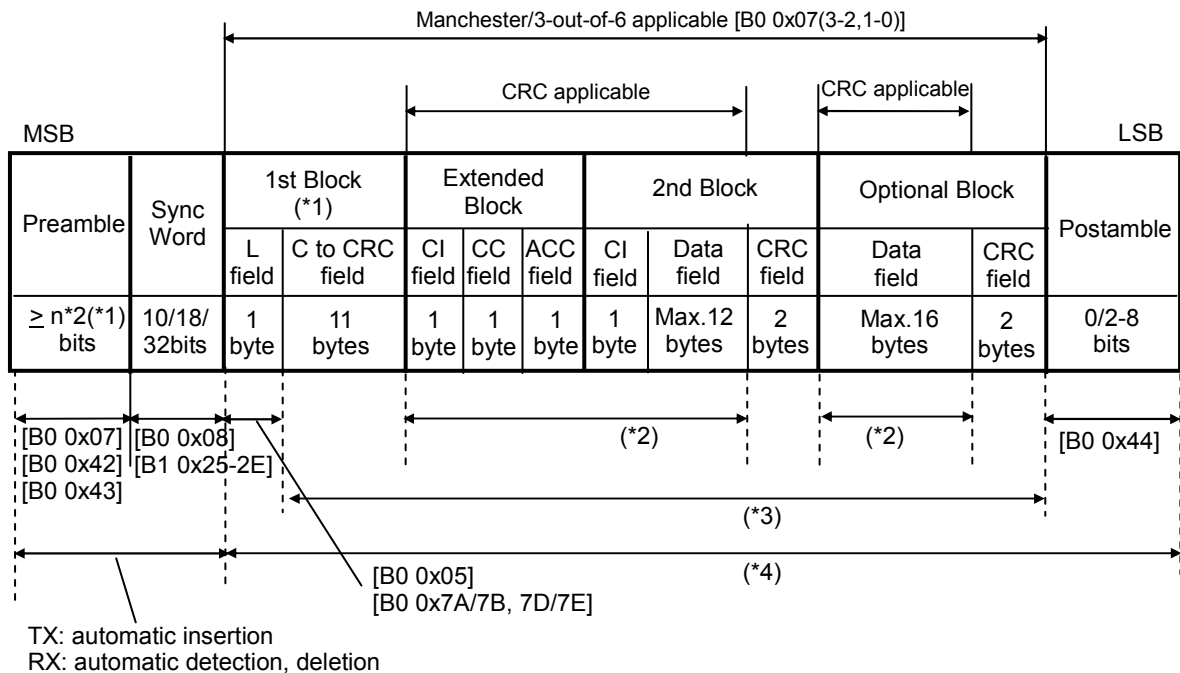 Manchester/3-out-of-6 applicable [B0 0x07(3-2,1-0)]
CRC applicable
CRC applicable
MSB
LSB
Preamble
Sync
Word
1st Block
(*1)
Extended
Block
2nd Block
Optional Block
Postamble
L
field
C to CRC
field
CI
field
CC
field
ACC
field
CI
field
Data
field
CRC
field
Data
field
CRC
field
≥ n*2(*1)
bits
10/18/
32bits
1
byte
11
bytes
1
byte
1
byte
1
byte
1
byte
Max.12
bytes
2
bytes
Max.16
bytes
2
bytes
0/2-8
bits
[B0 0x07]
[B0 0x42]
[B0 0x43]
[B0 0x08]
[B1 0x25-2E]
(*2)
(*2)
[B0 0x44]
(*3)
(*4)
[B0 0x05]
[B0 0x7A/7B, 7D/7E]
TX: automatic insertion
RX: automatic detection, deletion